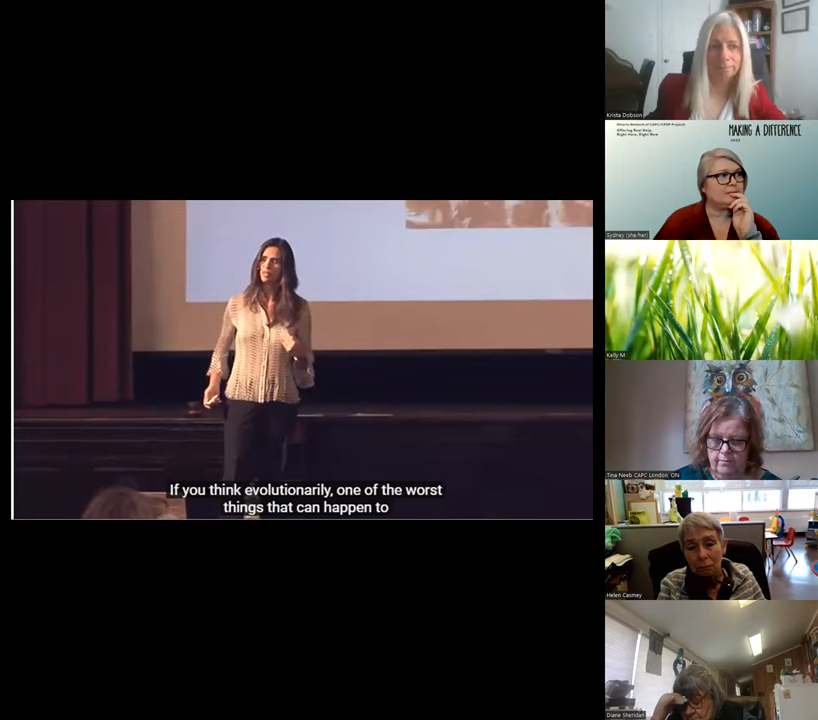 If you think evolutionarily, one of the worst
things that can happen to
Krista Dobson
Ontario Network of CAPC/CPNP Projects
Offering Real Help,
Right Here, Right Now
MAKING A DIFFERENCE
Sydney (she/her)
Kelly M
Tina Neeb CAPC London, ON
Helen Casmey
Diane Sheridan